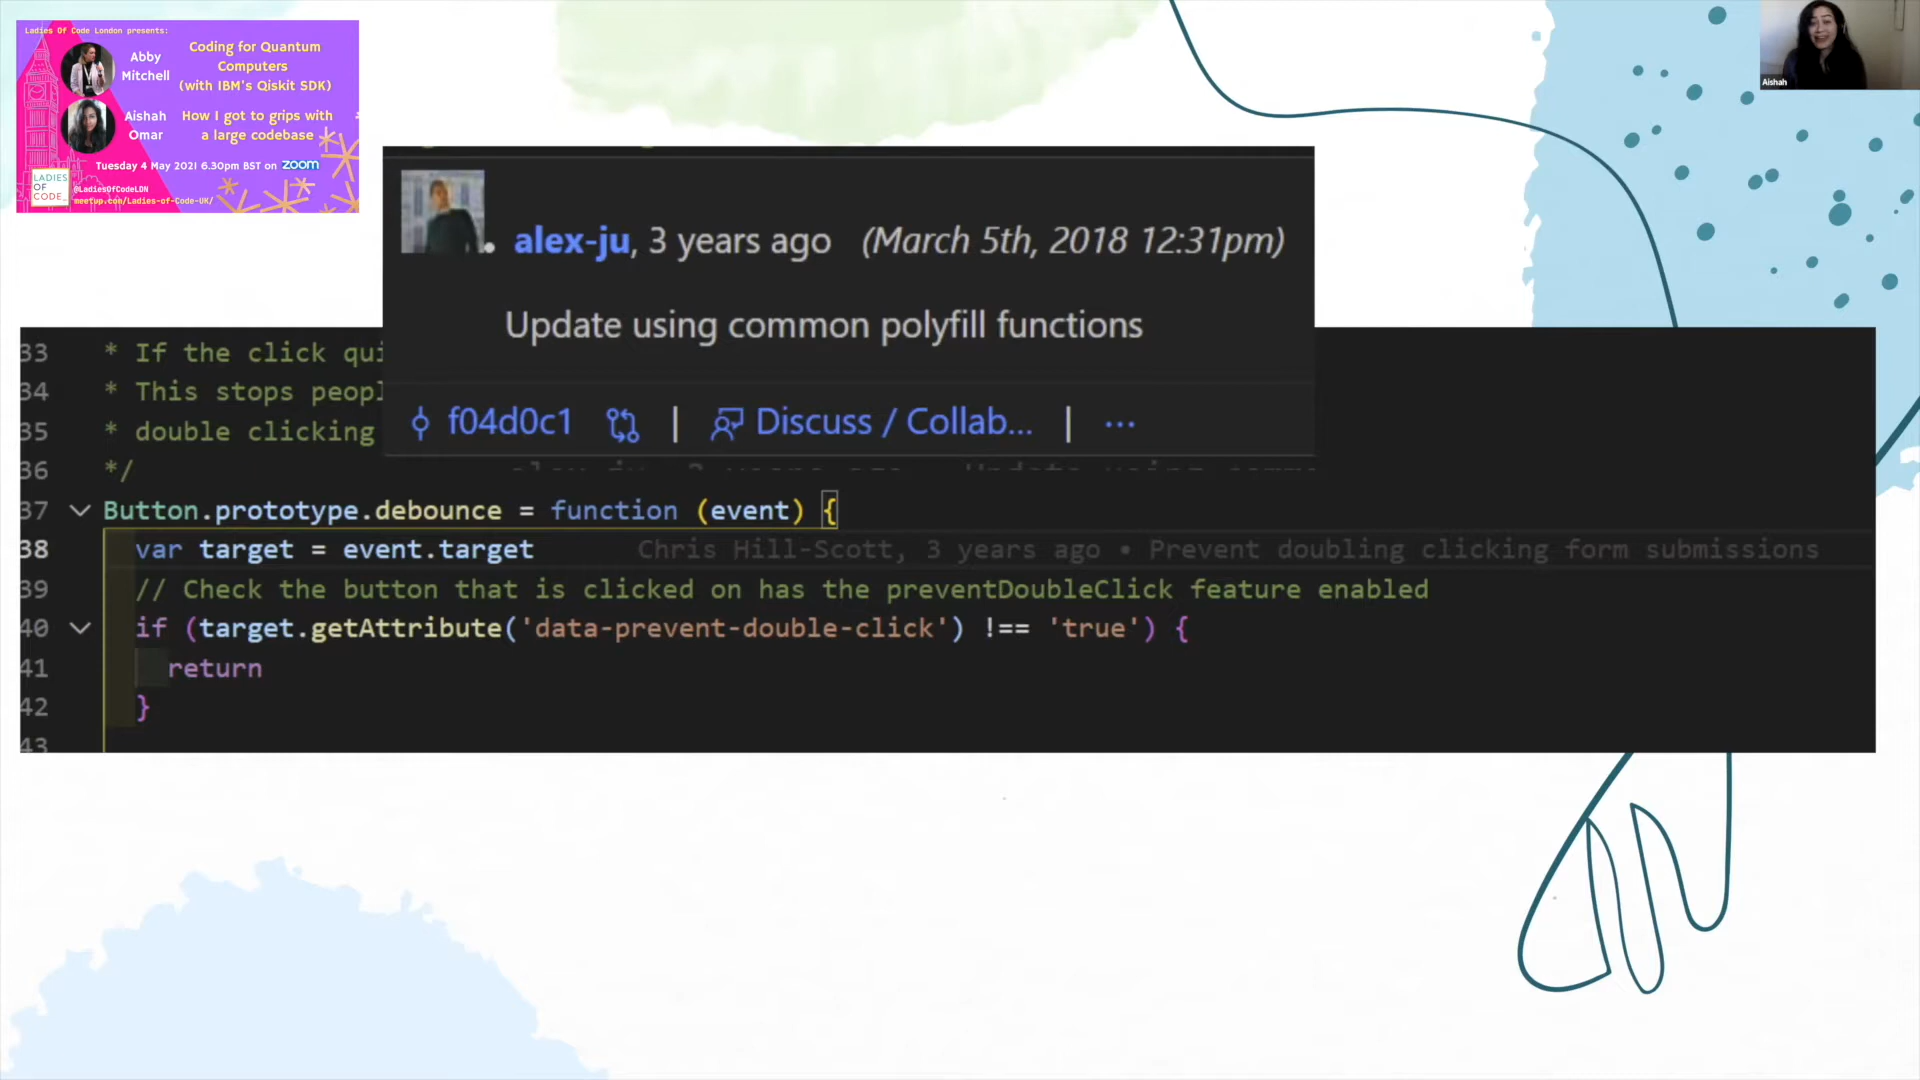 Ladies Of Code London presents:
Abby
Mitchell
Coding for Quantum
Computers
(with IBM's Qiskit SDK)
Aishah
Omar
How I got to grips with
a large codebase
Tuesday 4 May 2021 6.30pm BST on zoom
LADIES
OF
CODE_
@LadiesOfCodeLDN
meetup.com/Ladies-of-Code-UK/
Aishah
alex-ju, 3 years ago (March 5th, 2018 12:31pm)
Update using common polyfill functions
f04d0c1 | Discuss / Collab... | ...
33 * If the click qui
34 * This stops peopl
35 * double clicking
36 */
37 Button.prototype.debounce = function (event) {
38 var target = event.target Chris Hill-Scott, 3 years ago • Prevent doubling clicking form submissions
39 // Check the button that is clicked on has the preventDoubleClick feature enabled
40 if (target.getAttribute('data-prevent-double-click') !== 'true') {
41 return
42 }
43